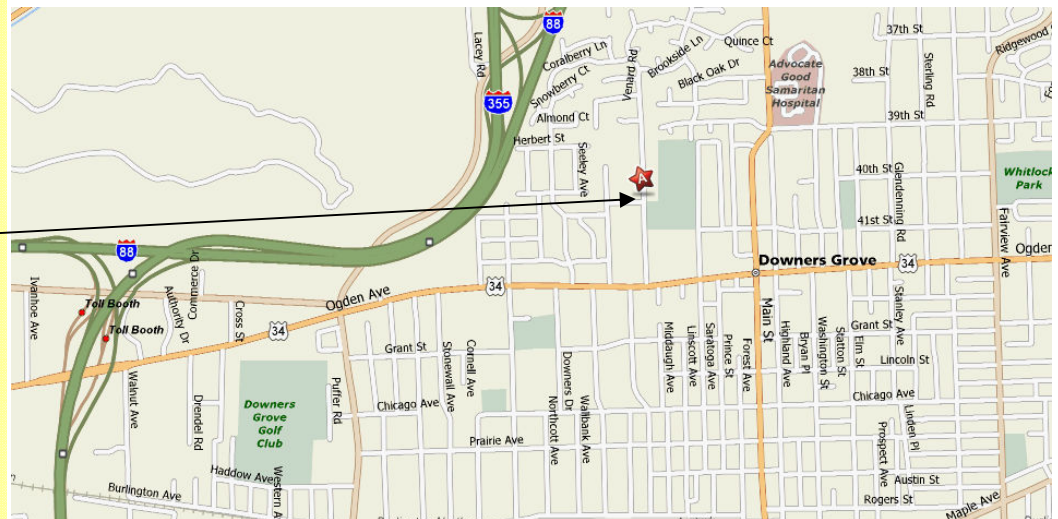 88
37th St
Ridgewood
Lacey Rd
Coralberry Ln
Brookside Ln
Quince Ct
Venard Rd
Black Oak Dr
Advocate
Good
Samaritan
Hospital
38th St
Sterling Rd
Snowberry Ct
355
Almond Ct
39th St
Herbert St
Seeley Ave
A
40th St
Glendenning Rd
Whitlock
Park
41st St
Fairview Ave
88
Downers Grove
34
Ogden
Ivanhoe Ave
Commerce Dr
Authority Dr
Toll Booth
Toll Booth
Cross St
Ogden Ave
34
34
Main St
Stanley Ave
Grant St
Grant St
Stonewall Ave
Cornell Ave
Downers Dr
Middaugh Ave
Linscott Ave
Saratoga Ave
Prince St
Forest Ave
Highland Ave
Bryan Pl
Washington St
Statton St
Elm St
Lincoln St
Walnut Ave
Drendel Rd
Downers
Grove
Golf
Club
Puffer Rd
Chicago Ave
Chicago Ave
Northcott Ave
Wallbank Ave
Linden Pl
Prairie Ave
Prospect Ave
Haddow Ave
Western A
Austin St
Burlington Ave
Rogers St
Maple Ave